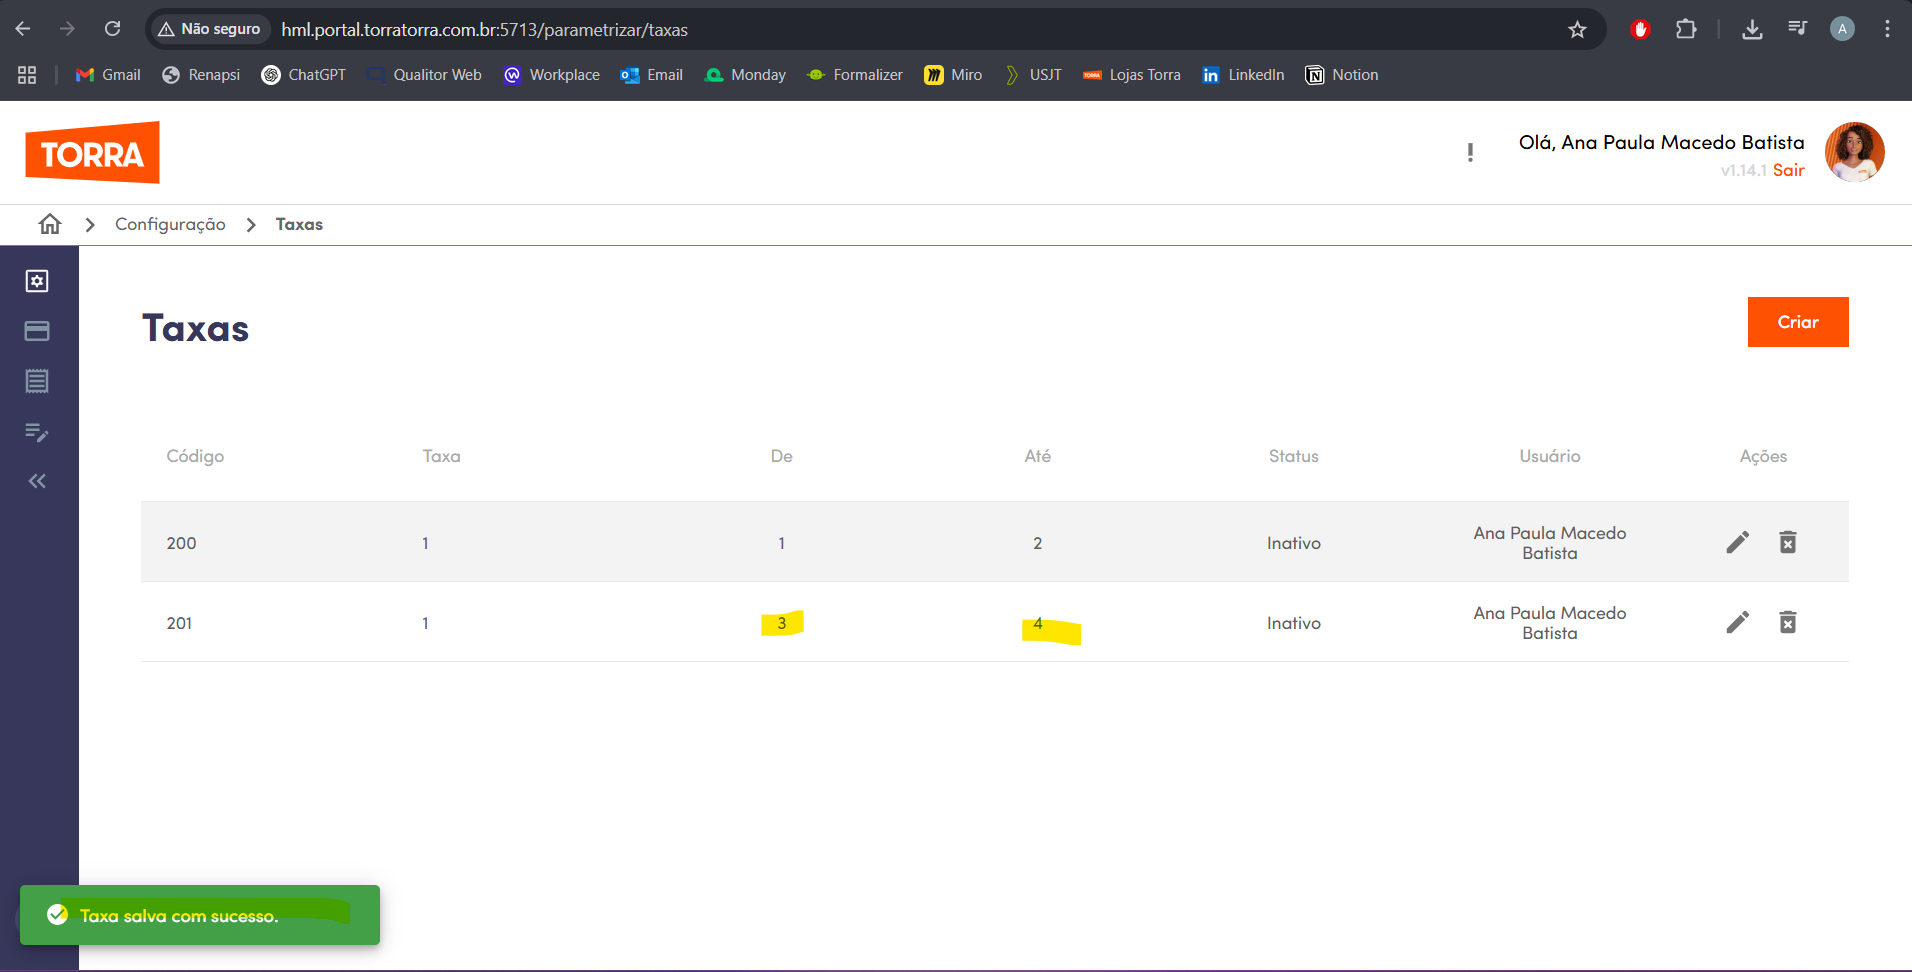 Não seguro hml.portal.torratorra.com.br:5713/parametrizar/taxas A
Gmail Renapsi ChatGPT Qualitor Web Workplace Email Monday Formalizer Miro USJT Lojas Torra LinkedIn Notion
TORRA
Olá, Ana Paula Macedo Batista
v1.14.1 Sair
Configuração Taxas
Taxas
Criar
Código Taxa De Até Status Usuário Ações
200 1 1 2 Inativo Ana Paula Macedo Batista
201 1 3 4 Inativo Ana Paula Macedo Batista
Taxa salva com sucesso.